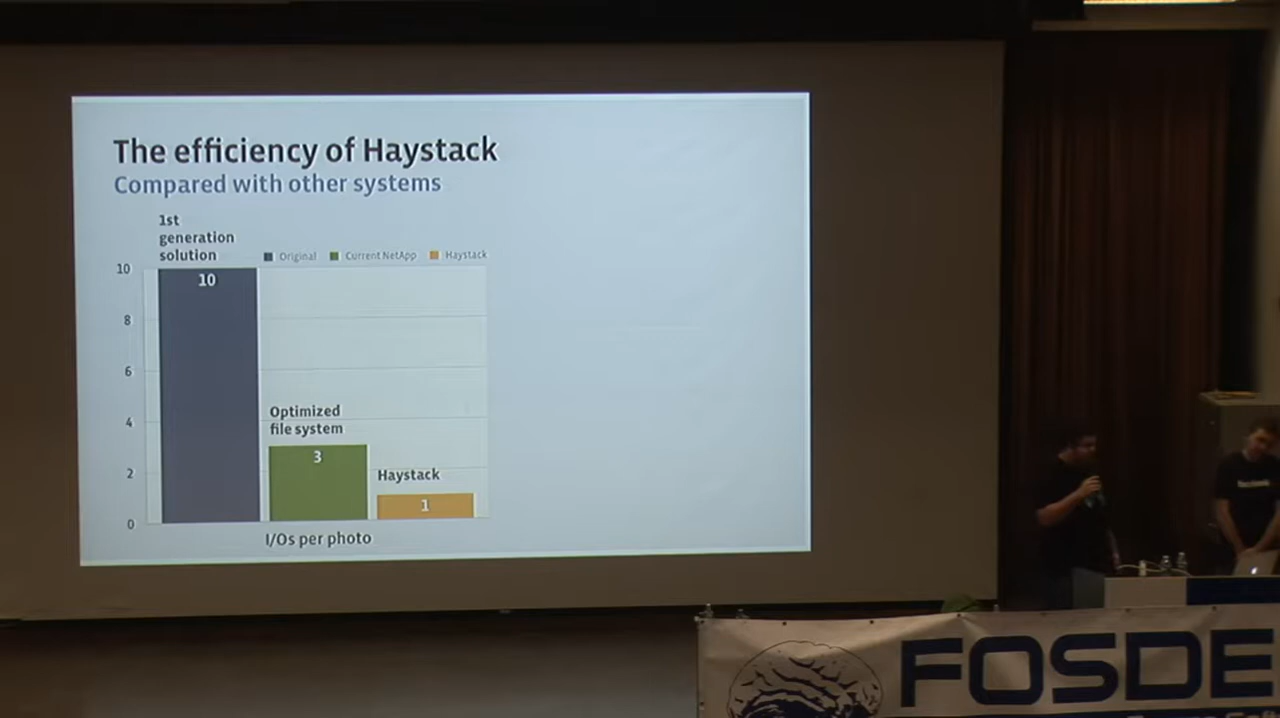 The efficiency of Haystack
Compared with other systems
1st
generation
solution
Original Current NetApp Haystack
10
10
8
6
4
2
0
Optimized
file system
3
Haystack
1
I/Os per photo
FOSDE